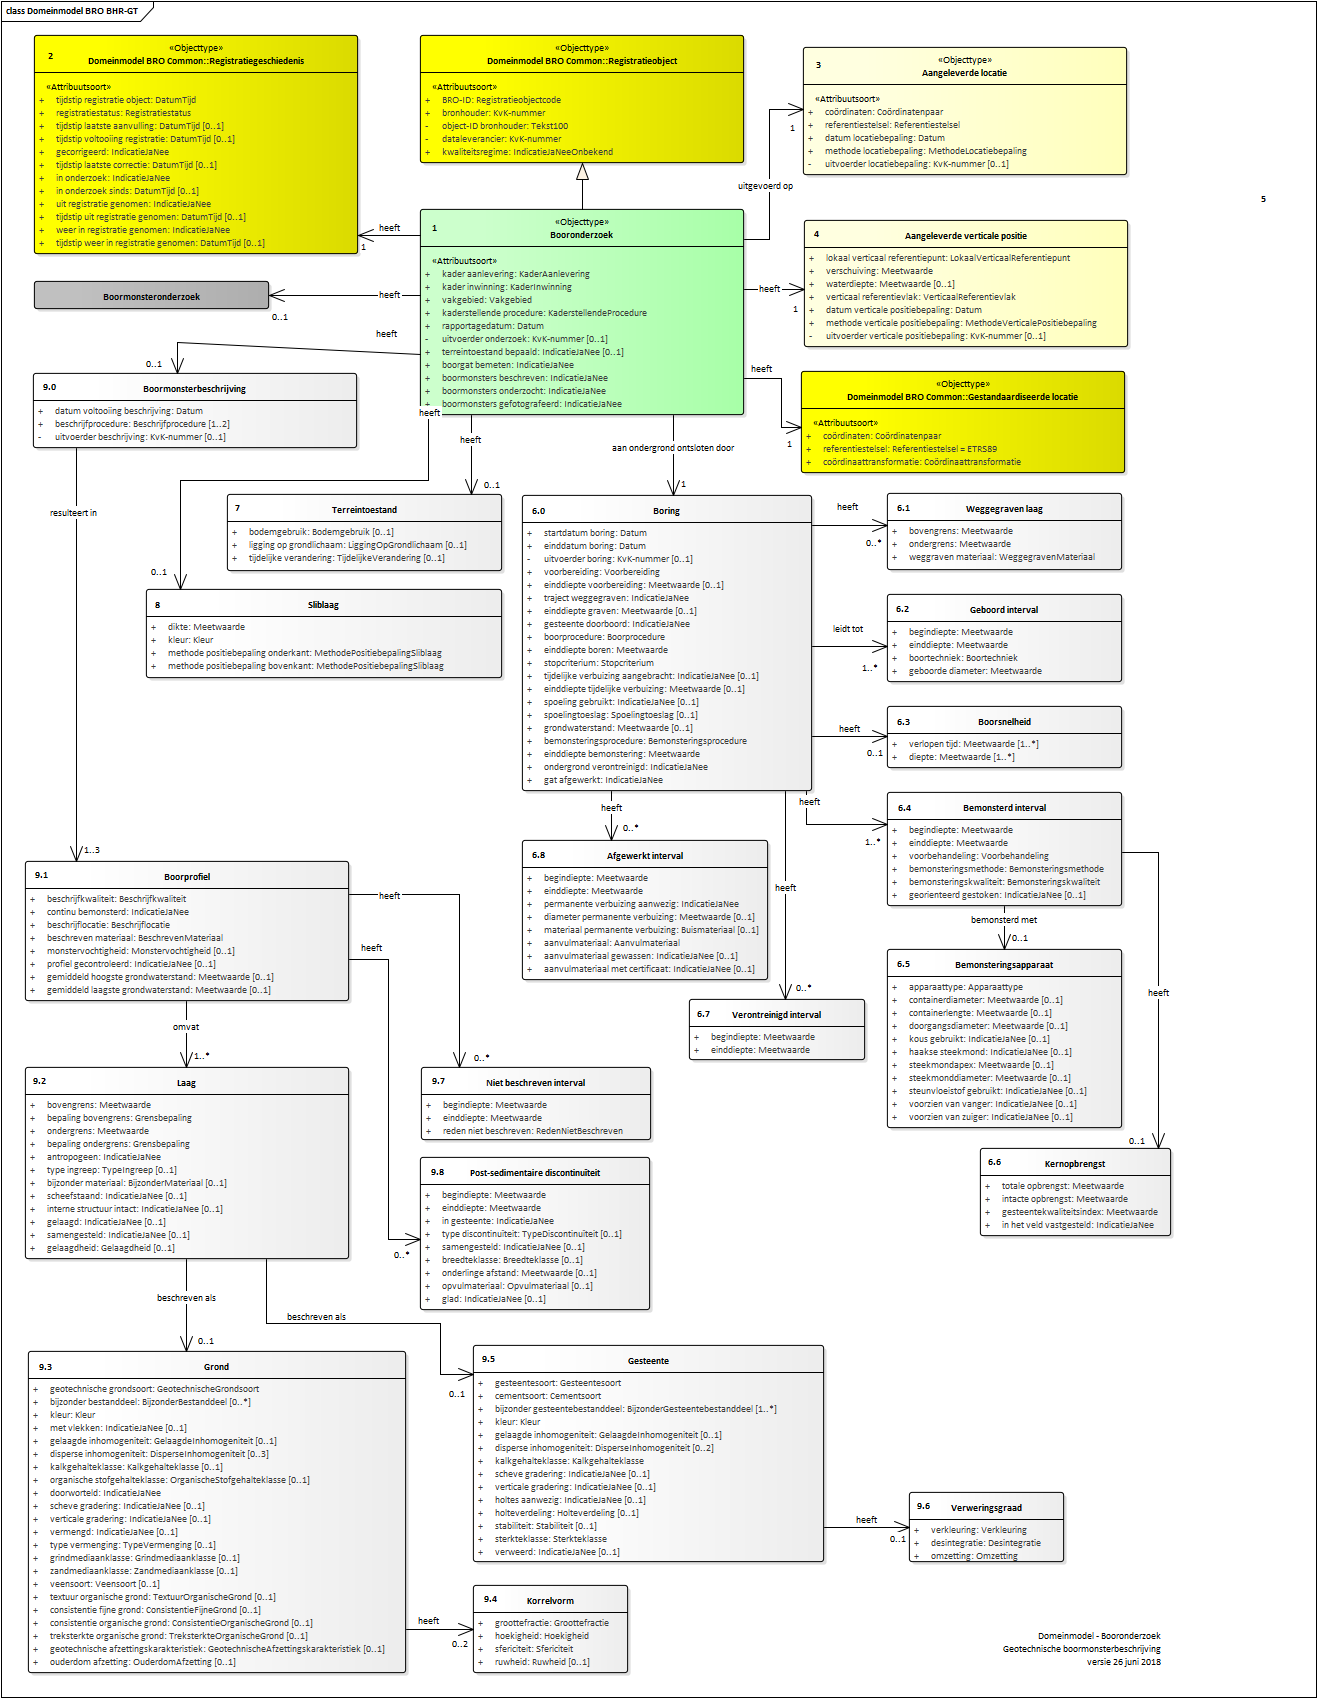 class Domeinmodel BRO BHR-GT
2
«Objecttype»
Domeinmodel BRO Common::Registratiegeschiedenis
«Attribuutsoort»
+ tijdstip registratie object: DatumTijd
+ registratiestatus: Registratiestatus
+ tijdstip laatste aanvulling: DatumTijd [0..1]
+ tijdstip voltooiing registratie: DatumTijd [0..1]
+ gecorrigeerd: IndicatieJaNee
+ tijdstip laatste correctie: DatumTijd [0..1]
+ in onderzoek: IndicatieJaNee
+ in onderzoek sinds: DatumTijd [0..1]
+ uit registratie genomen: IndicatieJaNee
+ tijdstip uit registratie genomen: DatumTijd [0..1]
+ weer in registratie genomen: IndicatieJaNee
+ tijdstip weer in registratie genomen: DatumTijd [0..1]
«Objecttype»
Domeinmodel BRO Common::Registratieobject
«Attribuutsoort»
+ BRO-ID: Registratieobjectcode
+ bronhouder: KvK-nummer
- object-ID bronhouder: Tekst100
- dataleverancier: KvK-nummer
+ kwaliteitsregime: IndicatieJaNeeOnbekend
3
«Objecttype»
Aangeleverde locatie
«Attribuutsoort»
+ coördinaten: Coördinatenpaar
+ referentiestelsel: Referentiestelsel
+ datum locatiebepaling: Datum
+ methode locatiebepaling: MethodeLocatiebepaling
- uitvoerder locatiebepaling: KvK-nummer [0..1]
1
uitgevoerd op
5
1
«Objecttype»
Booronderzoek
«Attribuutsoort»
+ kader aanlevering: KaderAanlevering
+ kader inwinning: KaderInwinning
+ vakgebied: Vakgebied
+ kaderstellende procedure: KaderstellendeProcedure
+ rapportagedatum: Datum
- uitvoerder onderzoek: KvK-nummer [0..1]
+ terreintoestand bepaald: IndicatieJaNee [0..1]
+ boorgat bemeten: IndicatieJaNee
+ boormonsters beschreven: IndicatieJaNee
+ boormonsters onderzocht: IndicatieJaNee
+ boormonsters gefotografeerd: IndicatieJaNee
heeft
1
heeft
0..1
Boormonsteronderzoek
heeft
0..1
4
Aangeleverde verticale positie
+ lokaal verticaal referentiepunt: LokaalVerticaalReferentiepunt
+ verschuiving: Meetwaarde
+ waterdiepte: Meetwaarde [0..1]
+ verticaal referentievlak: VerticaalReferentievlak
+ datum verticale positiebepaling: Datum
+ methode verticale positiebepaling: MethodeVerticalePositiebepaling
- uitvoerder verticale positiebepaling: KvK-nummer [0..1]
heeft
1
heeft
1
«Objecttype»
Domeinmodel BRO Common::Gestandaardiseerde locatie
«Attribuutsoort»
+ coördinaten: Coördinatenpaar
+ referentiestelsel: Referentiestelsel = ETRS89
+ coördinaattransformatie: Coördinaattransformatie
9.0
Boormonsterbeschrijving
+ datum voltooiing beschrijving: Datum
+ beschrijfprocedure: Beschrijfprocedure [1..2]
- uitvoerder beschrijving: KvK-nummer [0..1]
heeft
heeft
0..1
aan ondergrond ontsloten door
1
resulteert in
7
Terreintoestand
+ bodemgebruik: Bodemgebruik [0..1]
+ ligging op grondlichaam: LiggingOpGrondlichaam [0..1]
+ tijdelijke verandering: TijdelijkeVerandering [0..1]
0..1
8
Sliblaag
+ dikte: Meetwaarde
+ kleur: Kleur
+ methode positiebepaling onderkant: MethodePositiebepalingSliblaag
+ methode positiebepaling bovenkant: MethodePositiebepalingSliblaag
6.0
Boring
+ startdatum boring: Datum
+ einddatum boring: Datum
- uitvoerder boring: KvK-nummer [0..1]
+ voorbereiding: Voorbereiding
+ einddiepte voorbereiding: Meetwaarde [0..1]
+ traject weggegraven: IndicatieJaNee
+ einddiepte graven: Meetwaarde [0..1]
+ gesteente doorboord: IndicatieJaNee
+ boorprocedure: Boorprocedure
+ einddiepte boren: Meetwaarde
+ stopcriterium: Stopcriterium
+ tijdelijke verbuizing aangebracht: IndicatieJaNee [0..1]
+ einddiepte tijdelijke verbuizing: Meetwaarde [0..1]
+ spoeling gebruikt: IndicatieJaNee [0..1]
+ spoelingtoeslag: Spoelingtoeslag [0..1]
+ grondwaterstand: Meetwaarde [0..1]
+ bemonsteringsprocedure: Bemonsteringsprocedure
+ einddiepte bemonstering: Meetwaarde
+ ondergrond verontreinigd: IndicatieJaNee
+ gat afgewerkt: IndicatieJaNee
heeft
0..*
6.1
Weggegraven laag
+ bovengrens: Meetwaarde
+ ondergrens: Meetwaarde
+ weggraven materiaal: WeggegravenMateriaal
leidt tot
1..*
6.2
Geboord interval
+ begindiepte: Meetwaarde
+ einddiepte: Meetwaarde
+ boortechniek: Boortechniek
+ geboorde diameter: Meetwaarde
heeft
0..1
6.3
Boorsnelheid
+ verlopen tijd: Meetwaarde [1..*]
+ diepte: Meetwaarde [1..*]
heeft
1..*
6.4
Bemonsterd interval
+ begindiepte: Meetwaarde
+ einddiepte: Meetwaarde
+ voorbehandeling: Voorbehandeling
+ bemonsteringsmethode: Bemonsteringsmethode
+ bemonsteringskwaliteit: Bemonsteringskwaliteit
+ georienteerd gestoken: IndicatieJaNee [0..1]
heeft
0..*
6.8
Afgewerkt interval
+ begindiepte: Meetwaarde
+ einddiepte: Meetwaarde
+ permanente verbuizing aanwezig: IndicatieJaNee
+ diameter permanente verbuizing: Meetwaarde [0..1]
+ materiaal permanente verbuizing: Buismateriaal [0..1]
+ aanvulmateriaal: Aanvulmateriaal
+ aanvulmateriaal gewassen: IndicatieJaNee [0..1]
+ aanvulmateriaal met certificaat: IndicatieJaNee [0..1]
heeft
0..*
6.7
Verontreinigd interval
+ begindiepte: Meetwaarde
+ einddiepte: Meetwaarde
bemonsterd met
0..1
6.5
Bemonsteringsapparaat
+ apparaattype: Apparaattype
+ containerdiameter: Meetwaarde [0..1]
+ containerlengte: Meetwaarde [0..1]
+ doorgangsdiameter: Meetwaarde [0..1]
+ kous gebruikt: IndicatieJaNee [0..1]
+ haakse steekmond: IndicatieJaNee [0..1]
+ steekmondapex: Meetwaarde [0..1]
+ steekmonddiameter: Meetwaarde [0..1]
+ steunvloeistof gebruikt: IndicatieJaNee [0..1]
+ voorzien van vanger: IndicatieJaNee [0..1]
+ voorzien van zuiger: IndicatieJaNee [0..1]
heeft
0..1
6.6
Kernopbrengst
+ totale opbrengst: Meetwaarde
+ intacte opbrengst: Meetwaarde
+ gesteentekwaliteitsindex: Meetwaarde
+ in het veld vastgesteld: IndicatieJaNee
1..3
9.1
Boorprofiel
+ beschrijfkwaliteit: Beschrijfkwaliteit
+ continu bemonsterd: IndicatieJaNee
+ beschrijflocatie: Beschrijflocatie
+ beschreven materiaal: BeschrevenMateriaal
+ monstervochtigheid: Monstervochtigheid [0..1]
+ profiel gecontroleerd: IndicatieJaNee [0..1]
+ gemiddeld hoogste grondwaterstand: Meetwaarde [0..1]
+ gemiddeld laagste grondwaterstand: Meetwaarde [0..1]
heeft
0..*
heeft
0..*
omvat
1..*
9.2
Laag
+ bovengrens: Meetwaarde
+ bepaling bovengrens: Grensbepaling
+ ondergrens: Meetwaarde
+ bepaling ondergrens: Grensbepaling
+ antropogeen: IndicatieJaNee
+ type ingreep: TypeIngreep [0..1]
+ bijzonder materiaal: BijzonderMateriaal [0..1]
+ scheefstaand: IndicatieJaNee [0..1]
+ interne structuur intact: IndicatieJaNee [0..1]
+ gelaagd: IndicatieJaNee [0..1]
+ samengesteld: IndicatieJaNee [0..1]
+ gelaagdheid: Gelaagdheid [0..1]
9.7
Niet beschreven interval
+ begindiepte: Meetwaarde
+ einddiepte: Meetwaarde
+ reden niet beschreven: RedenNietBeschreven
9.8
Post-sedimentaire discontinuïteit
+ begindiepte: Meetwaarde
+ einddiepte: Meetwaarde
+ in gesteente: IndicatieJaNee
+ type discontinuïteit: TypeDiscontinuïteit [0..1]
+ samengesteld: IndicatieJaNee [0..1]
+ breedteklasse: Breedteklasse [0..1]
+ onderlinge afstand: Meetwaarde [0..1]
+ opvulmateriaal: Opvulmateriaal [0..1]
+ glad: IndicatieJaNee [0..1]
beschreven als
0..1
beschreven als
0..1
9.3
Grond
+ geotechnische grondsoort: GeotechnischeGrondsoort
+ bijzonder bestanddeel: BijzonderBestanddeel [0..*]
+ kleur: Kleur
+ met vlekken: IndicatieJaNee [0..1]
+ gelaagde inhomogeniteit: GelaagdeInhomogeniteit [0..1]
+ disperse inhomogeniteit: DisperseInhomogeniteit [0..3]
+ kalkgehalteklasse: Kalkgehalteklasse [0..1]
+ organische stofgehalteklasse: OrganischeStofgehalteklasse [0..1]
+ doorworteld: IndicatieJaNee
+ scheve gradering: IndicatieJaNee [0..1]
+ verticale gradering: IndicatieJaNee [0..1]
+ vermengd: IndicatieJaNee [0..1]
+ type vermenging: TypeVermenging [0..1]
+ grindmediaanklasse: Grindmediaanklasse [0..1]
+ zandmediaanklasse: Zandmediaanklasse [0..1]
+ veensoort: Veensoort [0..1]
+ textuur organische grond: TextuurOrganischeGrond [0..1]
+ consistentie fijne grond: ConsistentieFijneGrond [0..1]
+ consistentie organische grond: ConsistentieOrganischeGrond [0..1]
+ treksterkte organische grond: TreksterkteOrganischeGrond [0..1]
+ geotechnische afzettingskarakteristiek: GeotechnischeAfzettingskarakteristiek [0..1]
+ ouderdom afzetting: OuderdomAfzetting [0..1]
9.5
Gesteente
+ gesteentesoort: Gesteentesoort
+ cementsoort: Cementsoort
+ bijzonder gesteentebestanddeel: BijzonderGesteentebestanddeel [1..*]
+ kleur: Kleur
+ gelaagde inhomogeniteit: GelaagdeInhomogeniteit [0..1]
+ disperse inhomogeniteit: DisperseInhomogeniteit [0..2]
+ kalkgehalteklasse: Kalkgehalteklasse
+ scheve gradering: IndicatieJaNee [0..1]
+ verticale gradering: IndicatieJaNee [0..1]
+ holtes aanwezig: IndicatieJaNee [0..1]
+ holteverdeling: Holteverdeling [0..1]
+ stabiliteit: Stabiliteit [0..1]
+ sterkteklasse: Sterkteklasse
+ verweerd: IndicatieJaNee [0..1]
heeft
0..1
9.6
Verweringsgraad
+ verkleuring: Verkleuring
+ desintegratie: Desintegratie
+ omzetting: Omzetting
heeft
0..2
9.4
Korrelvorm
+ groottefractie: Groottefractie
+ hoekigheid: Hoekigheid
+ sfericiteit: Sfericiteit
+ ruwheid: Ruwheid [0..1]
Domeinmodel - Booronderzoek
Geotechnische boormonsterbeschrijving
versie 26 juni 2018